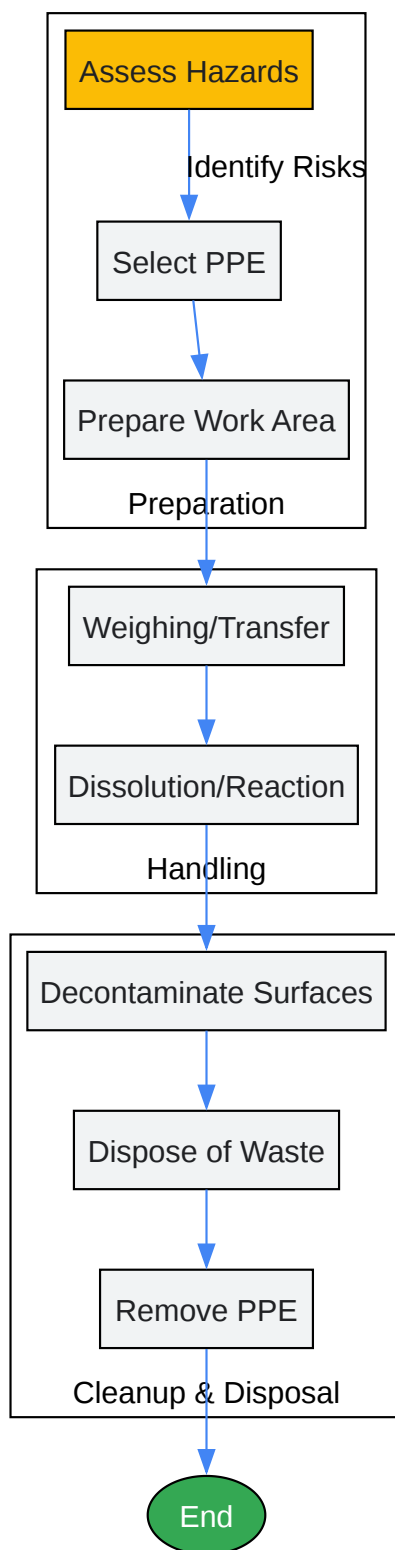 Assess Hazards
Identify Risks
Select PPE
Prepare Work Area
Preparation
Weighing/Transfer
Dissolution/Reaction
Handling
Decontaminate Surfaces
Dispose of Waste
Remove PPE
Cleanup & Disposal
End